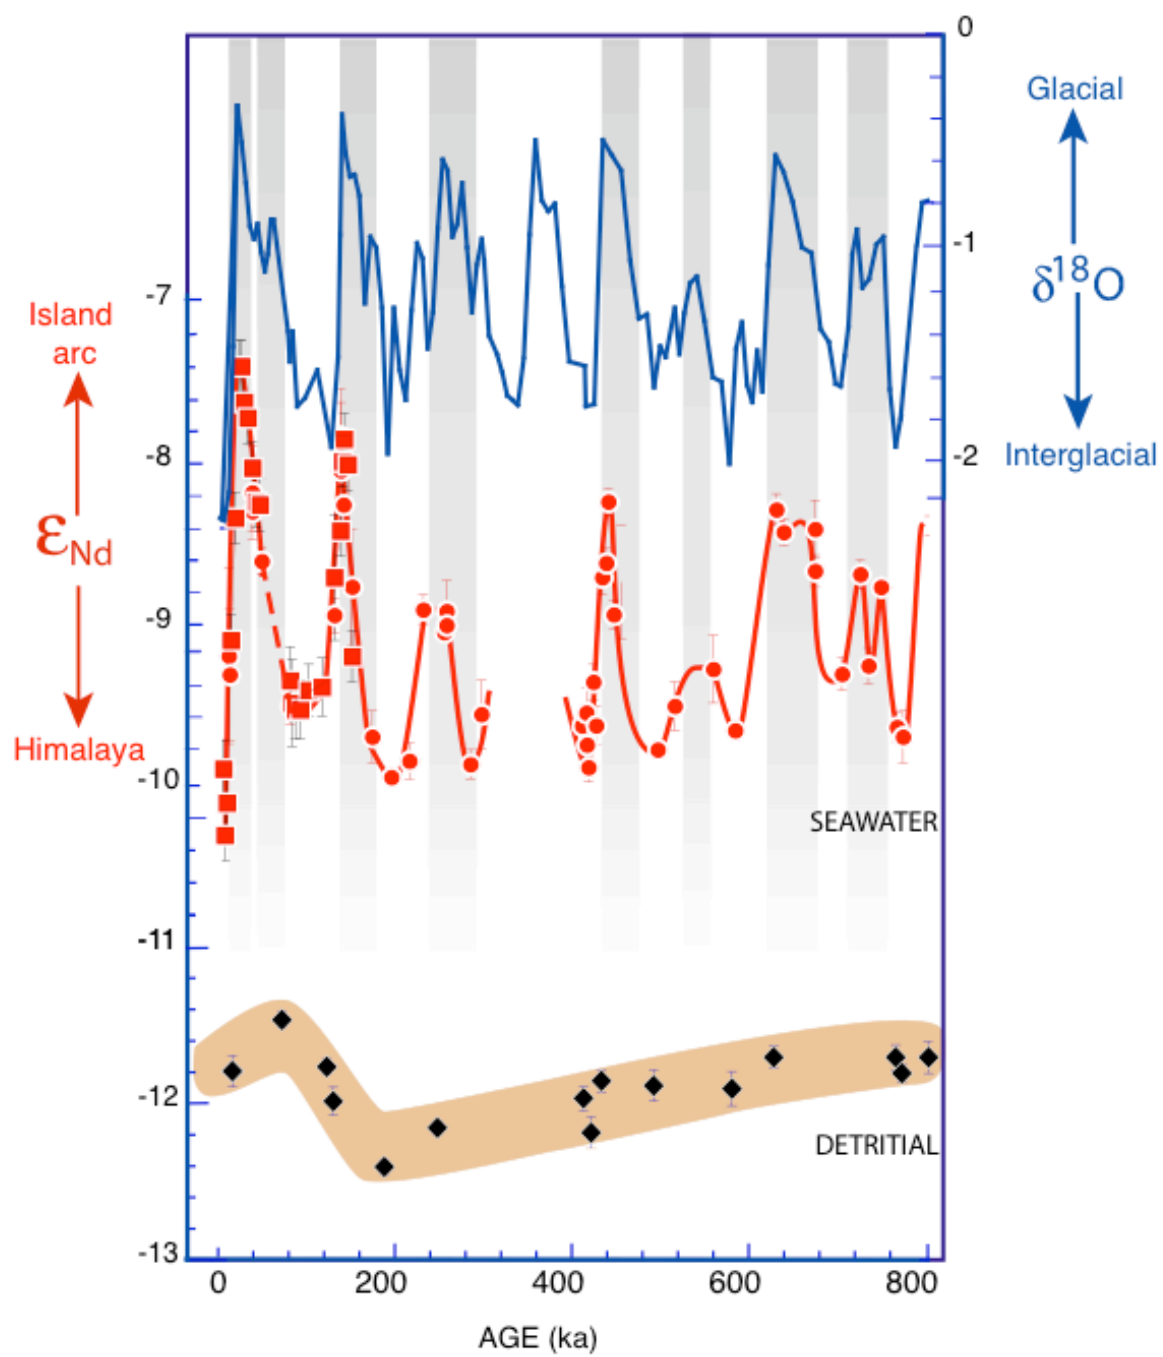 0
Glacial
-1
δ18O
-7
Island
arc
-8
-2
Interglacial
εNd
-9
Himalaya
-10
SEAWATER
-11
-12
DETRITIAL
-13
0
200
400
600
800
AGE (ka)